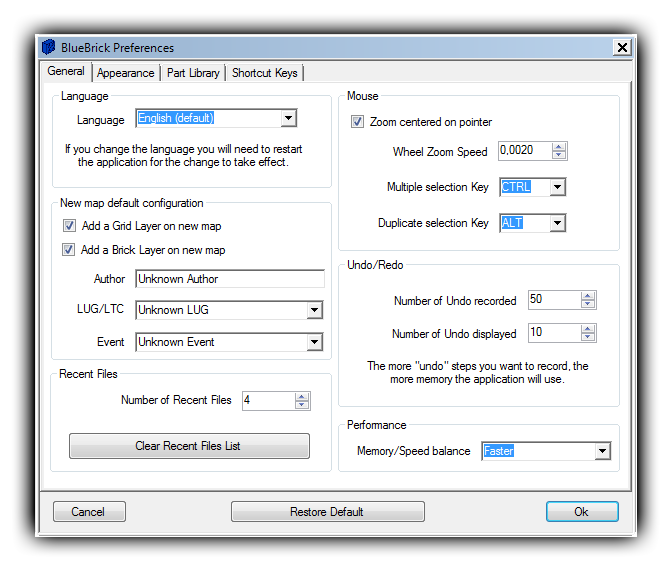 BlueBrick Preferences
General
Appearance
Part Library
Shortcut Keys
Language
Language
English (default)
If you change the language you will need to restart
the application for the change to take effect.
New map default configuration
Add a Grid Layer on new map
Add a Brick Layer on new map
Author
Unknown Author
LUG/LTC
Unknown LUG
Event
Unknown Event
Recent Files
Number of Recent Files
4
Clear Recent Files List
Mouse
Zoom centered on pointer
Wheel Zoom Speed
0,0020
Multiple selection Key
CTRL
Duplicate selection Key
ALT
Undo/Redo
Number of Undo recorded
50
Number of Undo displayed
10
The more "undo" steps you want to record, the
more memory the application will use.
Performance
Memory/Speed balance
Faster
Cancel
Restore Default
Ok